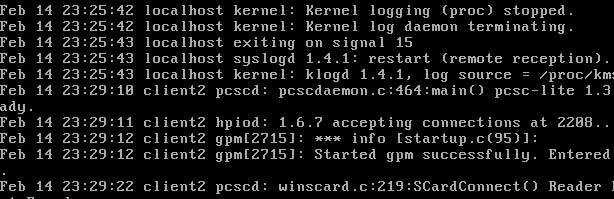 Feb 14 23:25:42 localhost kernel: Kernel logging (proc) stopped.
Feb 14 23:25:42 localhost kernel: Kernel log daemon terminating.
Feb 14 23:25:43 localhost exiting on signal 15
Feb 14 23:25:43 localhost syslogd 1.4.1: restart (remote reception).
Feb 14 23:25:43 localhost kernel: klogd 1.4.1, log source = /proc/kms
Feb 14 23:29:10 client2 pcscd: pcscdaemon.c:464:main() pcsc-lite 1.3
ady.
Feb 14 23:29:11 client2 hpiod: 1.6.7 accepting connections at 2208..
Feb 14 23:29:12 client2 gpm[2715]: *** info [startup.c(95)]:
Feb 14 23:29:12 client2 gpm[2715]: Started gpm successfully. Entered
.
Feb 14 23:29:22 client2 pcscd: winscard.c:219:SCardConnect() Reader